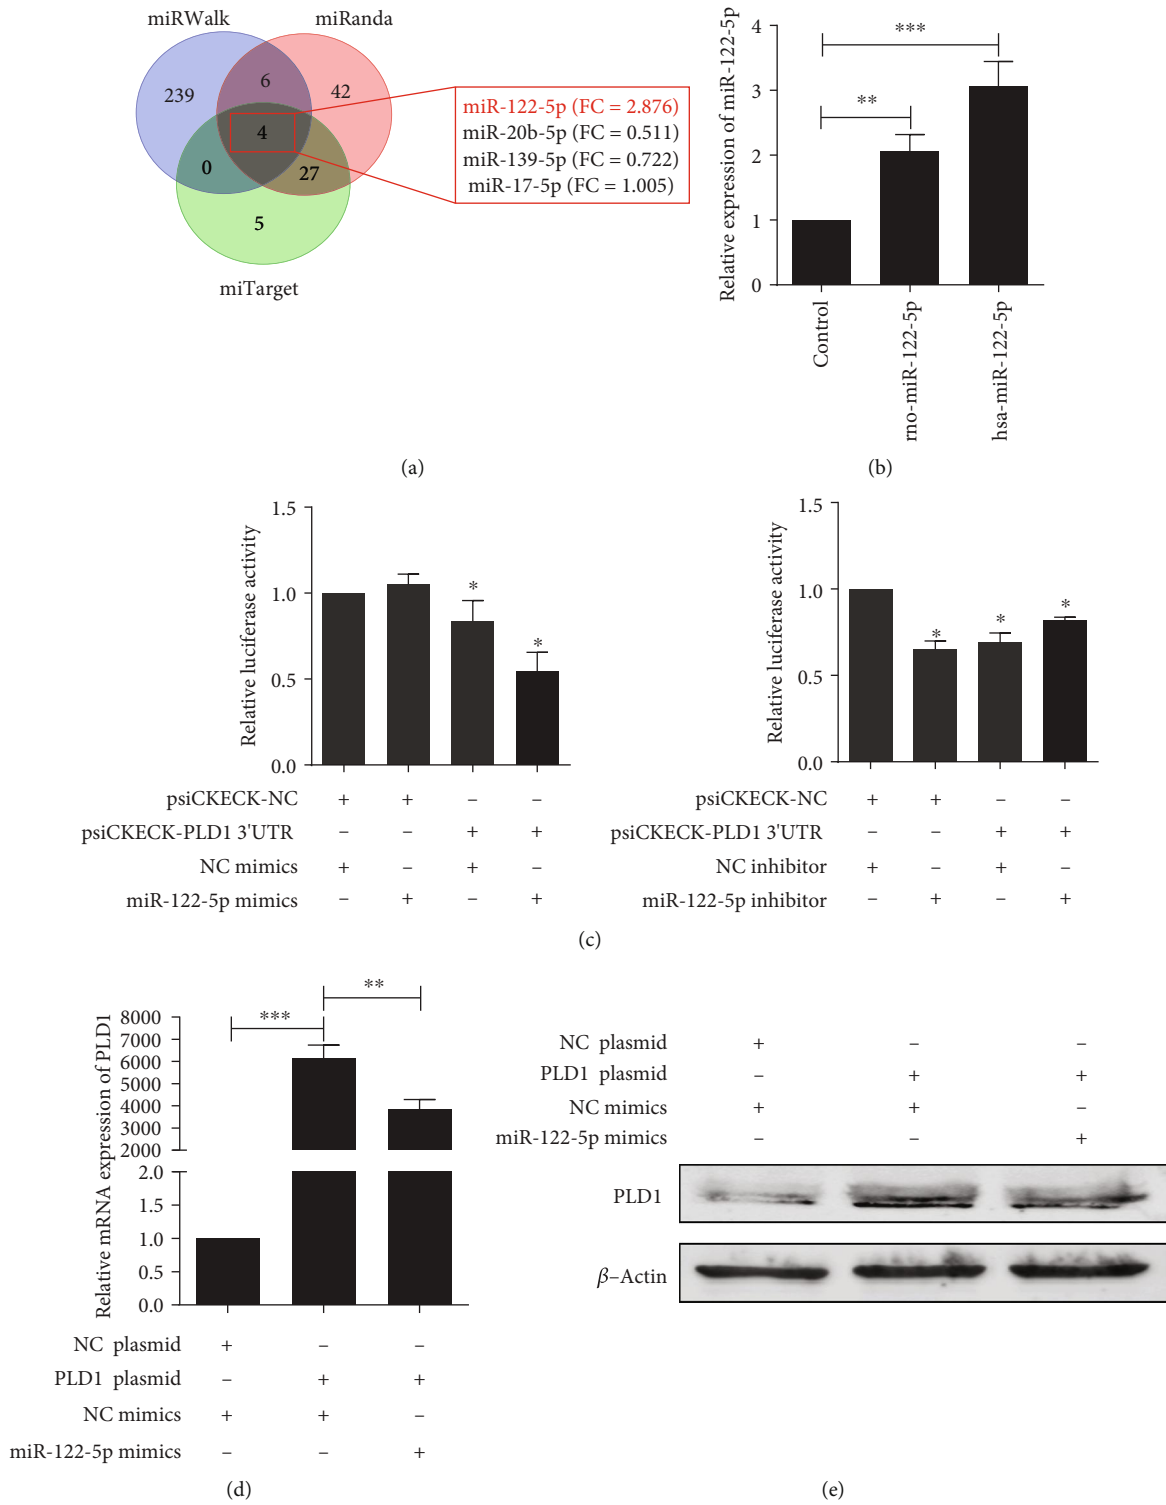 miRWalk
miRanda
239
6
42
4
0
27
5
miTarget
miR-122-5p (FC = 2.876)
miR-20b-5p (FC = 0.511)
miR-139-5p (FC = 0.722)
miR-17-5p (FC = 1.005)
(a)
Relative expression of miR-122-5p
4
3
2
1
0
**
***
Control
rno-miR-122-5p
hsa-miR-122-5p
(b)
Relative luciferase activity
1.5
1.0
0.5
0.0
*
*
psiCKECK-NC + + – –
psiCKECK-PLD1 3'UTR – – + +
NC mimics + – + –
miR-122-5p mimics – + – +
Relative luciferase activity
1.5
1.0
0.5
0.0
*
*
*
psiCKECK-NC + + – –
psiCKECK-PLD1 3'UTR – – + +
NC inhibitor + – + –
miR-122-5p inhibitor – + – +
(c)
Relative mRNA expression of PLD1
8000
7000
6000
5000
4000
3000
2000
2.0
1.5
1.0
0.5
0.0
***
**
NC plasmid + – –
PLD1 plasmid – + +
NC mimics + + –
miR-122-5p mimics – – +
(d)
NC plasmid + – –
PLD1 plasmid – + +
NC mimics + + –
miR-122-5p mimics – – +
PLD1
β–Actin
(e)